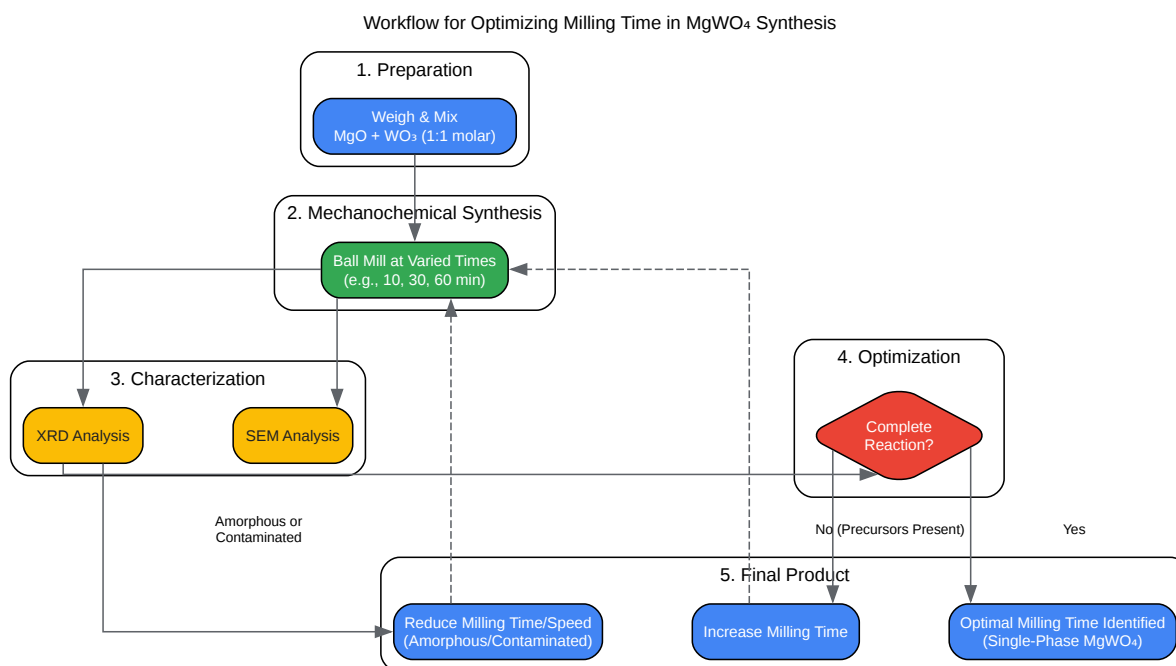 Workflow for Optimizing Milling Time in MgWO₄ Synthesis
1. Preparation
Weigh & Mix
MgO + WO₃ (1:1 molar)
2. Mechanochemical Synthesis
Ball Mill at Varied Times
(e.g., 10, 30, 60 min)
3. Characterization
XRD Analysis
SEM Analysis
4. Optimization
Complete
Reaction?
Amorphous or
Contaminated
No (Precursors Present)
Yes
5. Final Product
Reduce Milling Time/Speed
(Amorphous/Contaminated)
Increase Milling Time
Optimal Milling Time Identified
(Single-Phase MgWO₄)